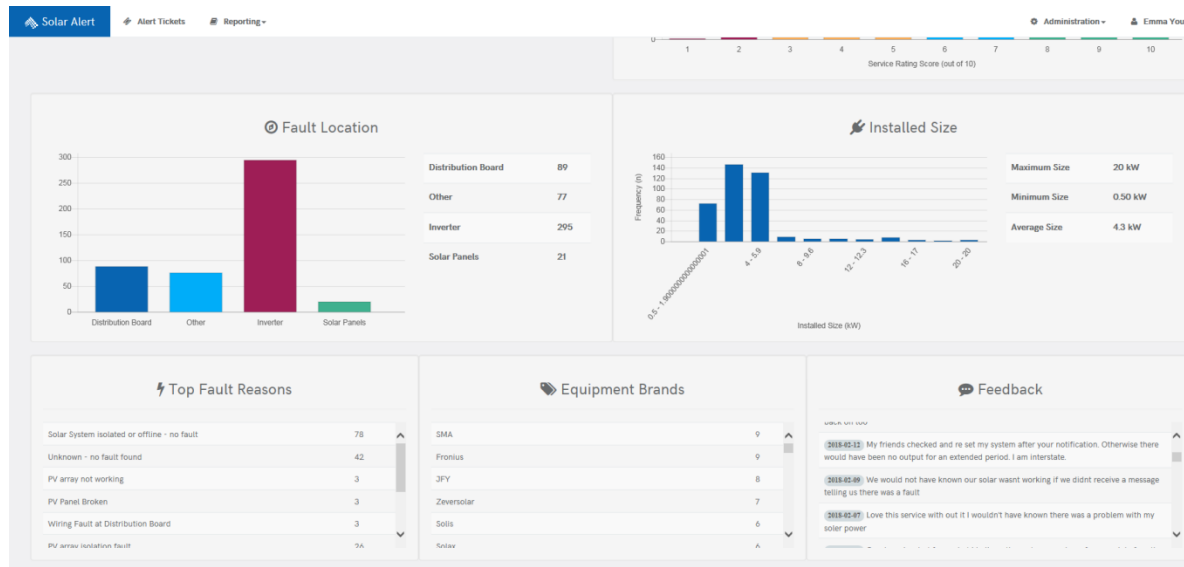 Solar Alert
Alert Tickets
Reporting
Administration
Emma You
0
1 2 3 4 5 6 7 8 9 10
Service Rating Score (out of 10)
Fault Location
300
250
200
150
100
50
0
Distribution Board Other Inverter Solar Panels
Distribution Board 89
Other 77
Inverter 295
Solar Panels 21
Installed Size
Frequency (n)
160
140
120
100
80
60
40
20
0
0.5 - 1.9000000000000001 4 - 5.9 8 - 9.6 12 - 12.3 16 - 17 20 - 20
Installed Size (kW)
Maximum Size 20 kW
Minimum Size 0.50 kW
Average Size 4.3 kW
Top Fault Reasons
Solar System isolated or offline - no fault 78
Unknown - no fault found 42
PV array not working 3
PV Panel Broken 3
Wiring Fault at Distribution Board 3
PV array isolation fault 26
Equipment Brands
SMA 9
Fronius 9
JFY 8
Zeversolar 7
Solis 6
Solax 6
Feedback
back on too
2018-02-12 My friends checked and re set my system after your notification. Otherwise there
would have been no output for an extended period. I am interstate.
2018-02-09 We would not have known our solar wasnt working if we didnt receive a message
telling us there was a fault
2018-02-07 Love this service with out it I wouldn't have known there was a problem with my
soler power